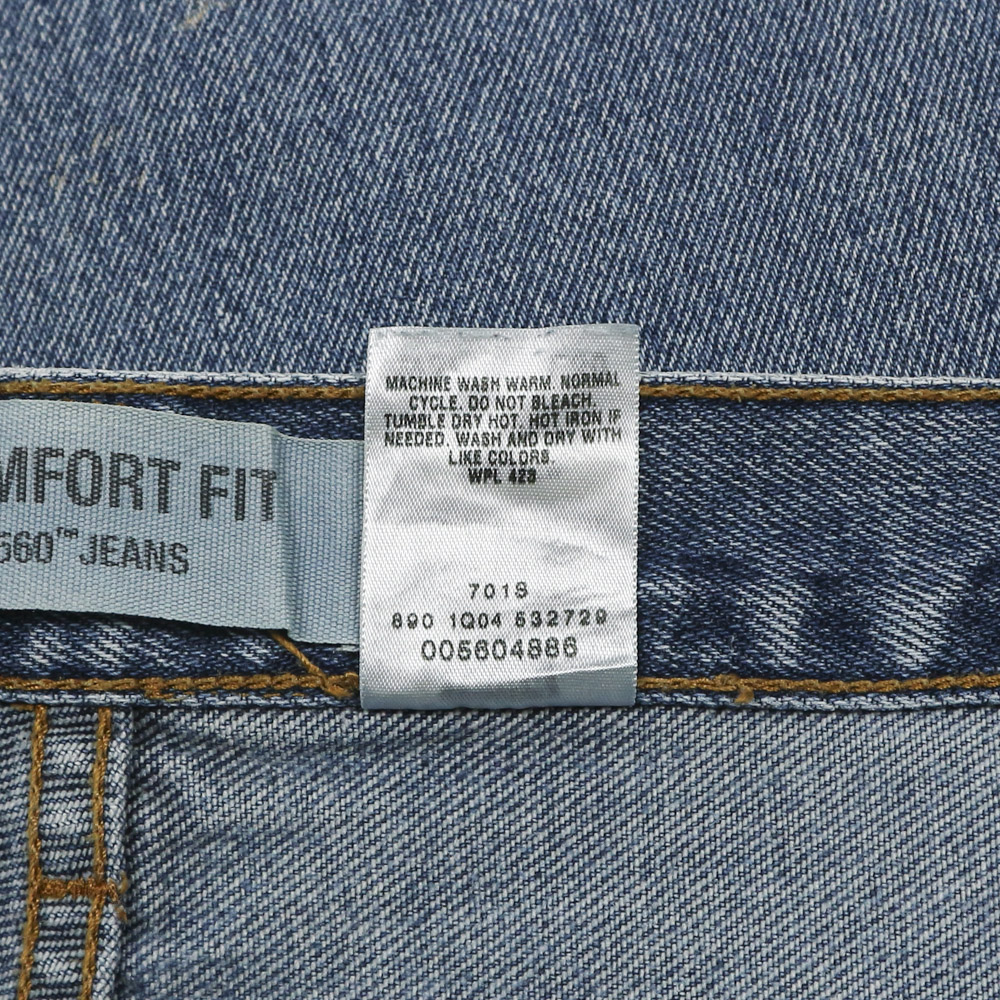 MACHINE WASH WARM. NORMAL
CYCLE. DO NOT BLEACH.
TUMBLE DRY HOT. HOT IRON IF
NEEDED. WASH AND DRY WITH
LIKE COLORS.
WPL 423
MFORT FIT
560™ JEANS
701S
890 1Q04 532729
005604886